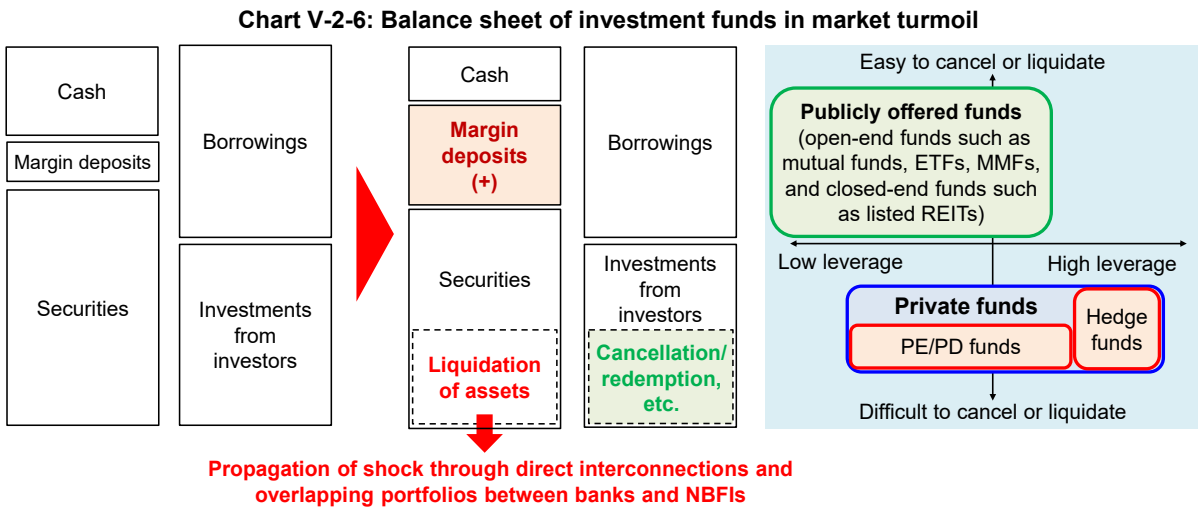 Chart V-2-6: Balance sheet of investment funds in market turmoil
Cash
Margin deposits
Securities
Borrowings
Investments
from
investors
Cash
Margin
deposits
(+)
Securities
Liquidation
of assets
Borrowings
Investments
from
investors
Cancellation/
redemption,
etc.
Propagation of shock through direct interconnections and
overlapping portfolios between banks and NBFIs
Easy to cancel or liquidate
Publicly offered funds
(open-end funds such as
mutual funds, ETFs, MMFs,
and closed-end funds such
as listed REITs)
Low leverage
High leverage
Private funds
PE/PD funds
Hedge
funds
Difficult to cancel or liquidate